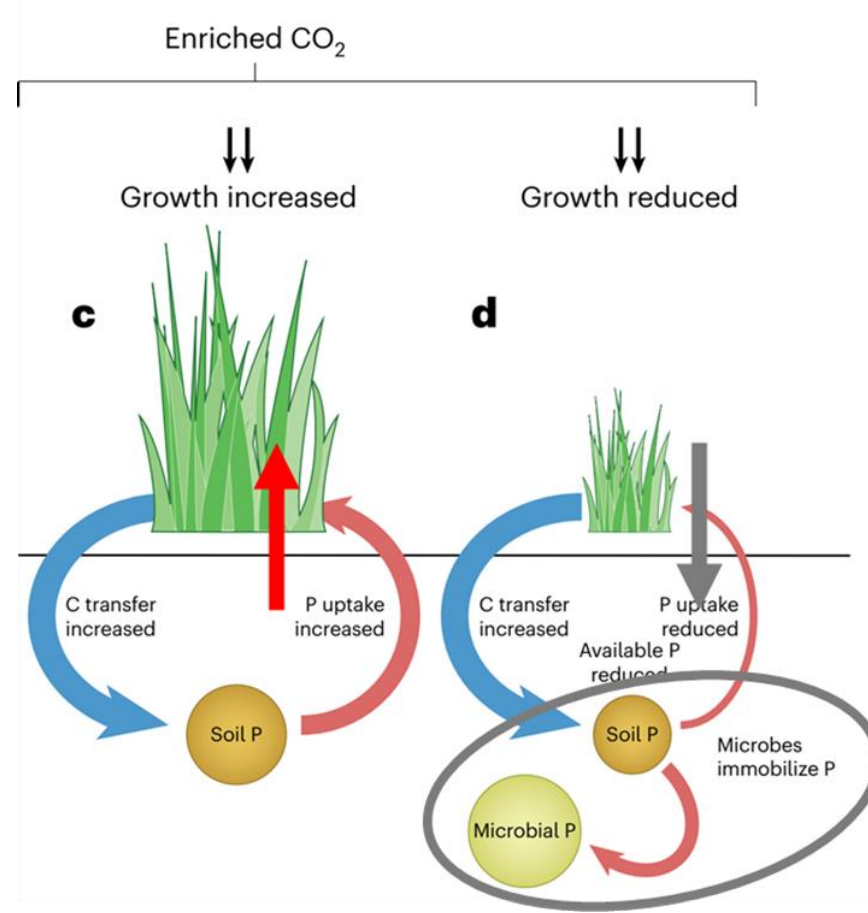 Enriched CO₂
Growth increased
Growth reduced
c
d
C transfer
increased
P uptake
increased
C transfer
increased
P uptake
reduced
Available P
reduced
Soil P
Soil P
Microbes
immobilize P
Microbial P